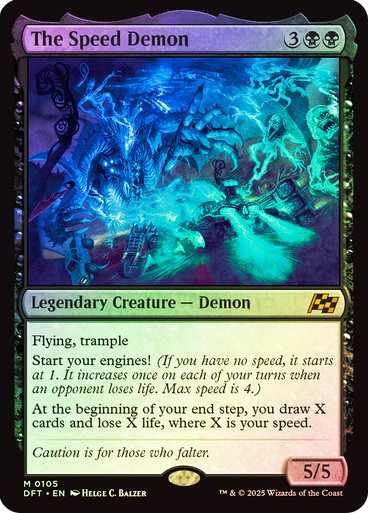 The Speed Demon 3
Legendary Creature — Demon
Flying, trample
Start your engines! (If you have no speed, it starts
at 1. It increases once on each of your turns when
an opponent loses life. Max speed is 4.)
At the beginning of your end step, you draw X
cards and lose X life, where X is your speed.
Caution is for those who falter.
5/5
M 0105
DFT • EN HELGE C. BALZER
™ & © 2025 Wizards of the Coast